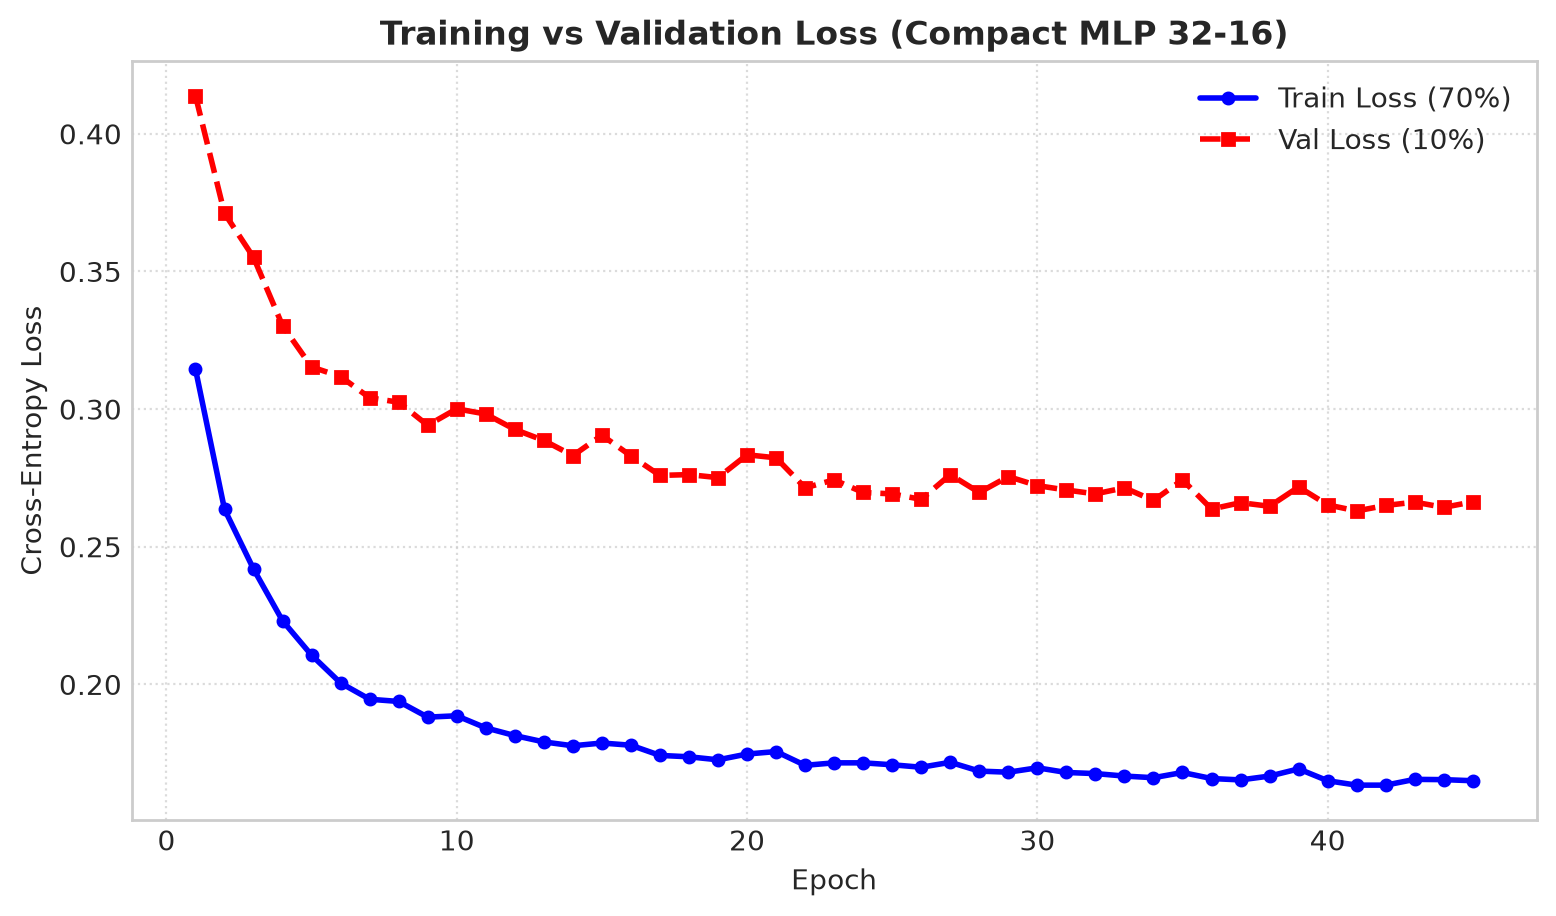 Training vs Validation Loss (Compact MLP 32-16)
Train Loss (70%)
Val Loss (10%)
Cross-Entropy Loss
0.40
0.35
0.30
0.25
0.20
0
10
20
30
40
Epoch